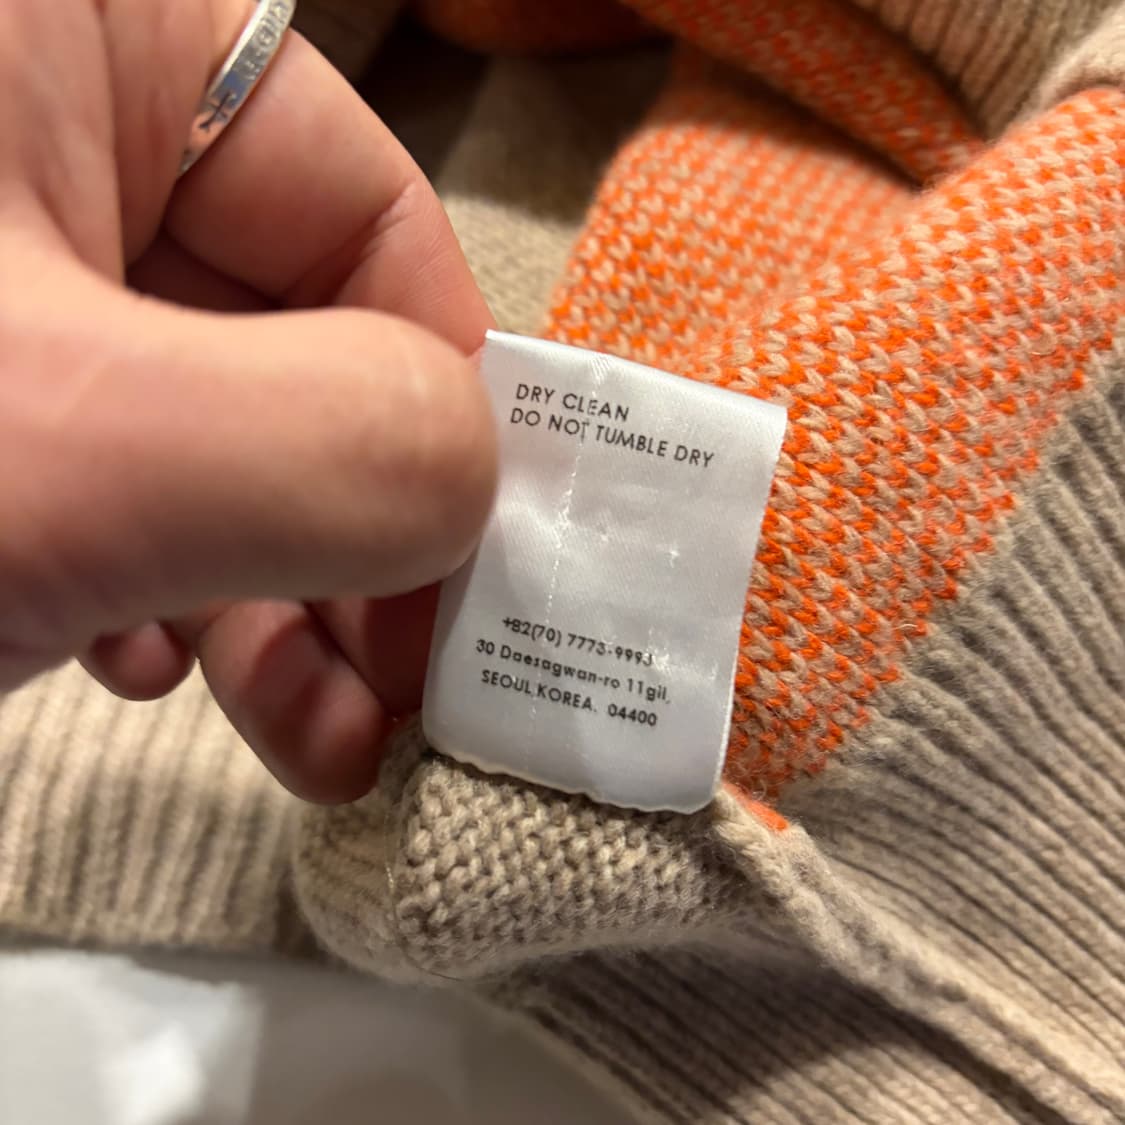 DRY CLEAN
DO NOT TUMBLE DRY
+82(70) 7773-9993
30 Daesagwan-ro 11gil,
SEOUL,KOREA. 04400